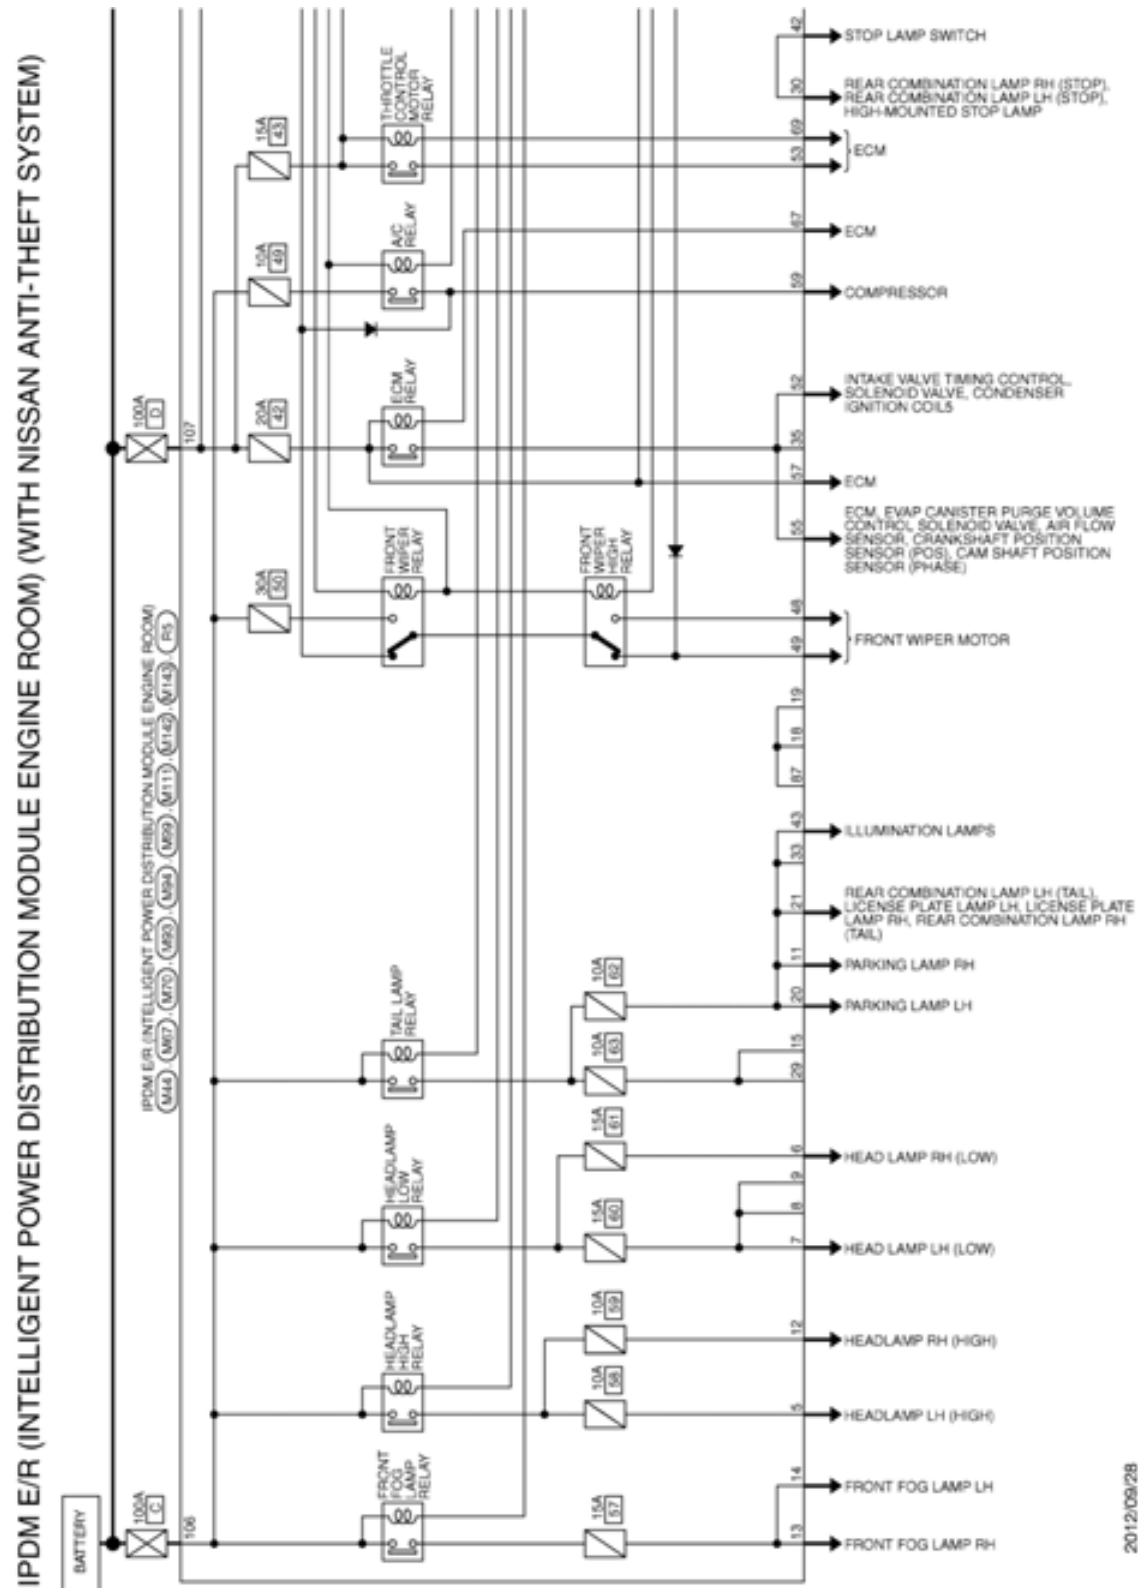 IPDM E/R (INTELLIGENT POWER DISTRIBUTION MODULE ENGINE ROOM) (WITH NISSAN ANTI-THEFT SYSTEM)
BATTERY
100A
C
106
100A
D
107
IPDM E/R (INTELLIGENT POWER DISTRIBUTION MODULE ENGINE ROOM)
M44, M67, M70, M93, M94, M99, M111, M142, M143, R5
30A
50
20A
42
10A
49
15A
43
FRONT
FOG
LAMP
RELAY
HEADLAMP
HIGH
RELAY
HEADLAMP
LOW
RELAY
TAIL LAMP
RELAY
FRONT
WIPER
RELAY
ECM
RELAY
A/C
RELAY
THROTTLE
CONTROL
MOTOR
RELAY
15A
57
10A
58
10A
59
15A
60
15A
61
10A
63
10A
62
FRONT
WIPER
HIGH
RELAY
13
14
5
12
7
8
9
6
29
15
20
11
21
33
43
87
18
19
49
48
55
57
35
52
59
67
53
69
30
42
STOP LAMP SWITCH
REAR COMBINATION LAMP RH (STOP),
REAR COMBINATION LAMP LH (STOP),
HIGH-MOUNTED STOP LAMP
ECM
ECM
COMPRESSOR
INTAKE VALVE TIMING CONTROL,
SOLENOID VALVE, CONDENSER
IGNITION COIL5
ECM
ECM, EVAP CANISTER PURGE VOLUME
CONTROL SOLENOID VALVE, AIR FLOW
SENSOR, CRANKSHAFT POSITION
SENSOR (POS), CAM SHAFT POSITION
SENSOR (PHASE)
FRONT WIPER MOTOR
ILLUMINATION LAMPS
REAR COMBINATION LAMP LH (TAIL),
LICENSE PLATE LAMP LH, LICENSE PLATE
LAMP RH, REAR COMBINATION LAMP RH
(TAIL)
PARKING LAMP RH
PARKING LAMP LH
HEAD LAMP RH (LOW)
HEAD LAMP LH (LOW)
HEADLAMP RH (HIGH)
HEADLAMP LH (HIGH)
FRONT FOG LAMP LH
FRONT FOG LAMP RH
2012/09/28